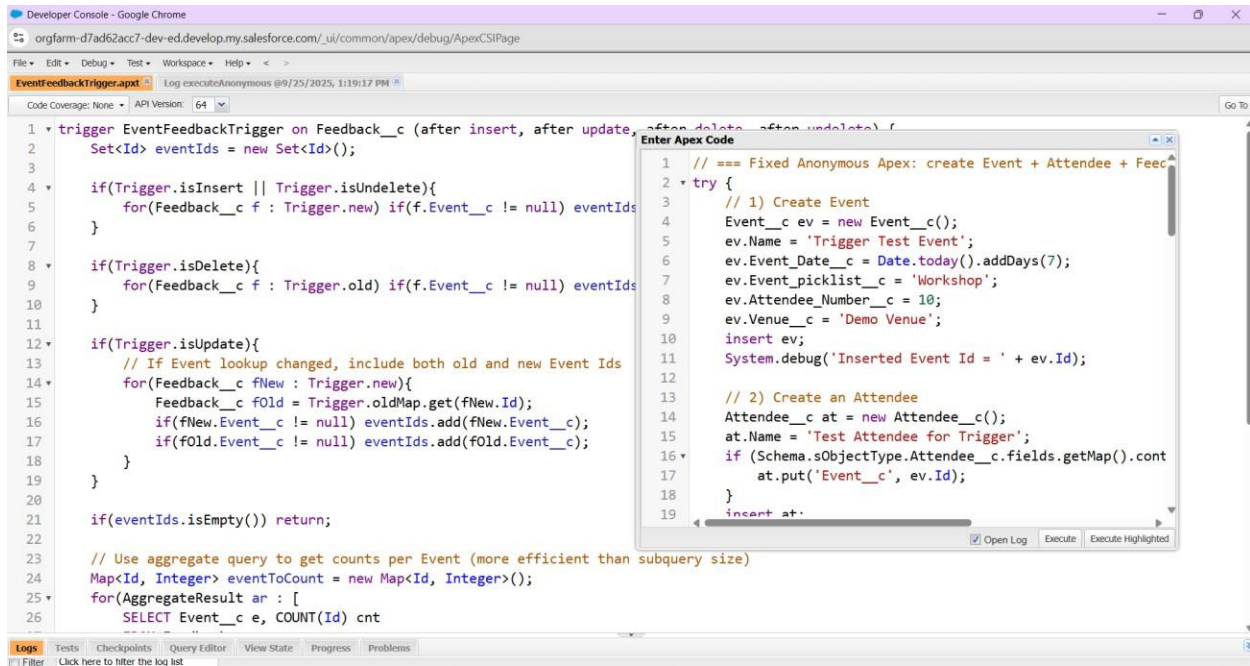 Developer Console - Google Chrome
orgfarm-d7ad62acc7-dev-ed.develop.my.salesforce.com/_ui/common/apex/debug/ApexCSIPage
File Edit Debug Test Workspace Help < >
EventFeedbackTrigger.apxt Log executeAnonymous @9/25/2025, 1:19:17 PM
Code Coverage: None API Version: 64 Go To
1 trigger EventFeedbackTrigger on Feedback__c (after insert, after update, after delete, after undelete) {
2 Set<Id> eventIds = new Set<Id>();
3
4 if(Trigger.isInsert || Trigger.isUndelete){
5 for(Feedback__c f : Trigger.new) if(f.Event__c != null) eventIds
6 }
7
8 if(Trigger.isDelete){
9 for(Feedback__c f : Trigger.old) if(f.Event__c != null) eventIds
10 }
11
12 if(Trigger.isUpdate){
13 // If Event lookup changed, include both old and new Event Ids
14 for(Feedback__c fNew : Trigger.new){
15 Feedback__c fOld = Trigger.oldMap.get(fNew.Id);
16 if(fNew.Event__c != null) eventIds.add(fNew.Event__c);
17 if(fOld.Event__c != null) eventIds.add(fOld.Event__c);
18 }
19 }
20
21 if(eventIds.isEmpty()) return;
22
23 // Use aggregate query to get counts per Event (more efficient than subquery size)
24 Map<Id, Integer> eventToCount = new Map<Id, Integer>();
25 for(AggregateResult ar : [
26 SELECT Event__c e, COUNT(Id) cnt
Enter Apex Code
1 // === Fixed Anonymous Apex: create Event + Attendee + Feed
2 try {
3 // 1) Create Event
4 Event__c ev = new Event__c();
5 ev.Name = 'Trigger Test Event';
6 ev.Event_Date__c = Date.today().addDays(7);
7 ev.Event_picklist__c = 'Workshop';
8 ev.Attendee_Number__c = 10;
9 ev.Venue__c = 'Demo Venue';
10 insert ev;
11 System.debug('Inserted Event Id = ' + ev.Id);
12
13 // 2) Create an Attendee
14 Attendee__c at = new Attendee__c();
15 at.Name = 'Test Attendee for Trigger';
16 if (Schema.sObjectType.Attendee__c.fields.getMap().cont
17 at.put('Event__c', ev.Id);
18 }
19 insert at;
Open Log Execute Execute Highlighted
Logs Tests Checkpoints Query Editor View State Progress Problems
Filter Click here to filter the log list